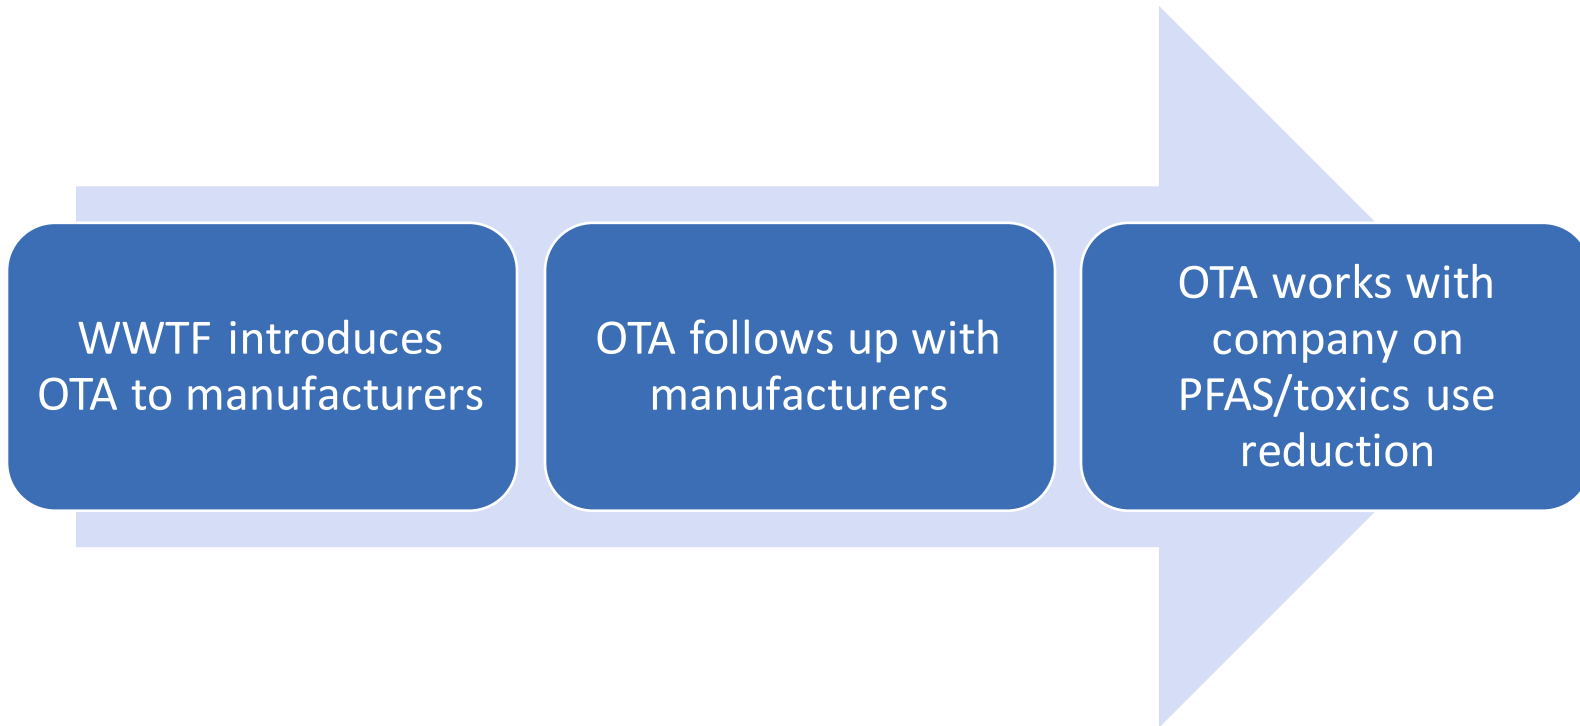 WWTF introduces
OTA to manufacturers
OTA follows up with
manufacturers
OTA works with
company on
PFAS/toxics use
reduction